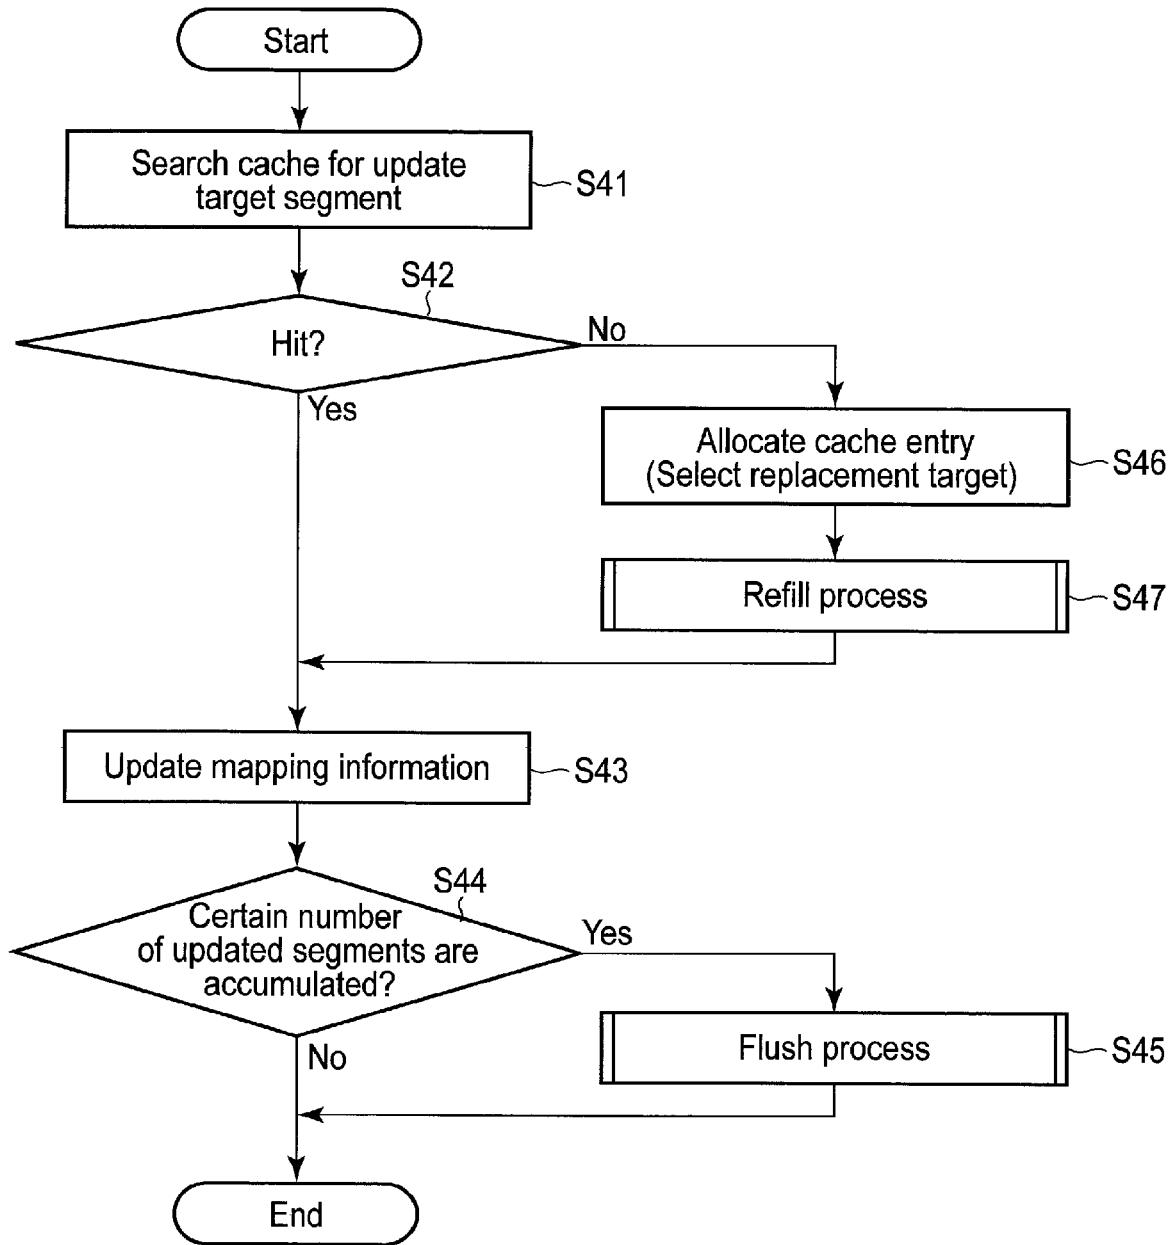 Start
Search cache for update
target segment
S41
S42
Hit?
No
Yes
Allocate cache entry
(Select replacement target)
S46
Refill process
S47
Update mapping information
S43
S44
Certain number
of updated segments are
accumulated?
Yes
No
Flush process
S45
End